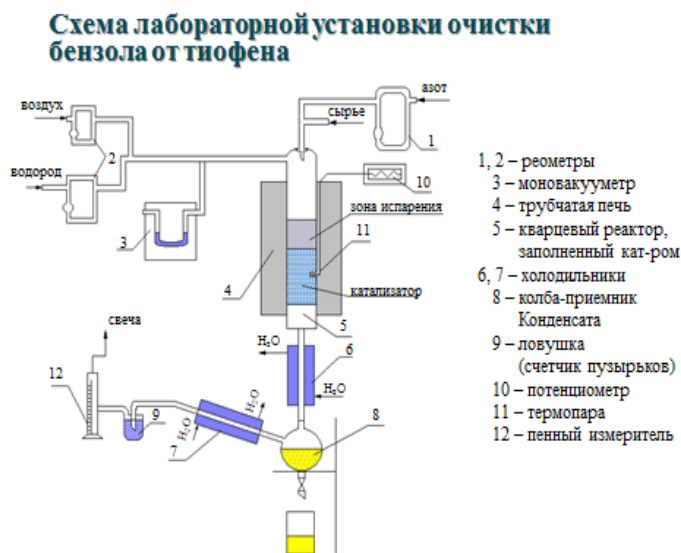 Схема лабораторной установки очистки
бензола от тиофена
азот
воздух
сырье
1
2
водород
10
зона испарения
11
3
4
катализатор
5
свеча
H₂O
6
12
H₂O
H₂O
9
8
H₂O
7
1, 2 – реометры
3 – моновакууметр
4 – трубчатая печь
5 – кварцевый реактор,
заполненный кат-ром
6, 7 – холодильники
8 – колба-приемник
Конденсата
9 – ловушка
(счетчик пузырьков)
10 – потенциометр
11 – термопара
12 – пенный измеритель